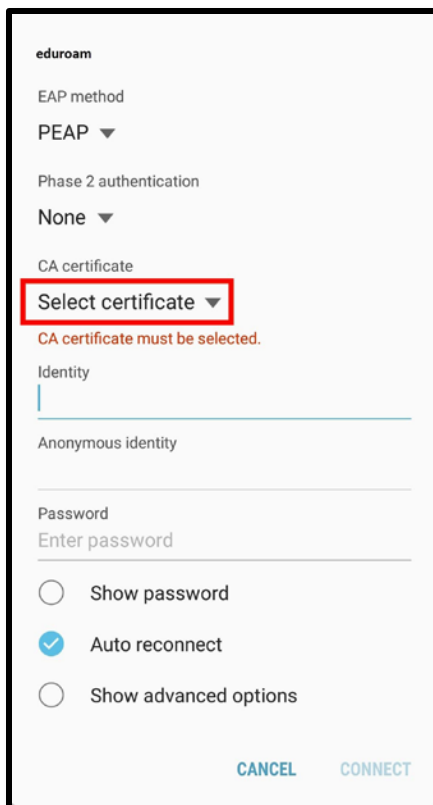 eduroam
EAP method
PEAP
Phase 2 authentication
None
CA certificate
Select certificate
CA certificate must be selected.
Identity
Anonymous identity
Password
Enter password
Show password
Auto reconnect
Show advanced options
CANCEL CONNECT